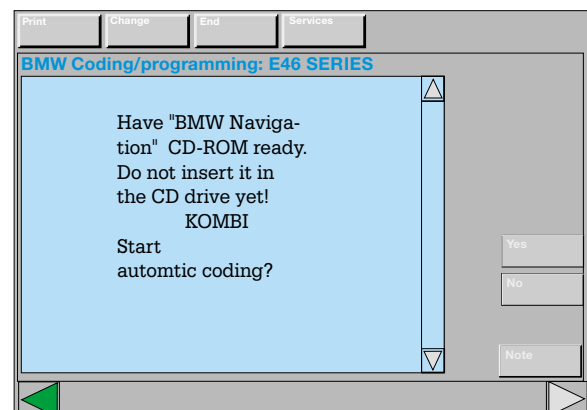 Print Change End Services
BMW Coding/programming: E46 SERIES
Have "BMW Naviga-
tion" CD-ROM ready.
Do not insert it in
the CD drive yet!
KOMBI
Start
automtic coding?
Yes
No
Note